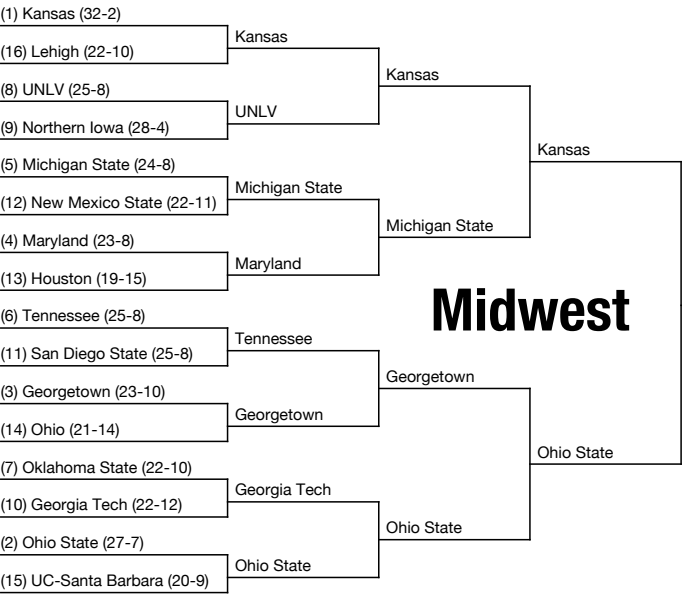 (1) Kansas (32-2)
(16) Lehigh (22-10)
(8) UNLV (25-8)
(9) Northern Iowa (28-4)
(5) Michigan State (24-8)
(12) New Mexico State (22-11)
(4) Maryland (23-8)
(13) Houston (19-15)
(6) Tennessee (25-8)
(11) San Diego State (25-8)
(3) Georgetown (23-10)
(14) Ohio (21-14)
(7) Oklahoma State (22-10)
(10) Georgia Tech (22-12)
(2) Ohio State (27-7)
(15) UC-Santa Barbara (20-9)
Kansas
UNLV
Michigan State
Maryland
Tennessee
Georgetown
Georgia Tech
Ohio State
Kansas
Michigan State
Georgetown
Ohio State
Kansas
Ohio State
Midwest